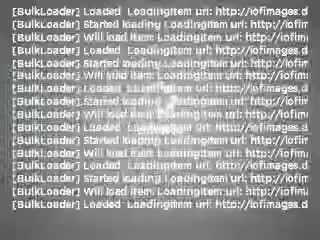 [BulkLoader] Loaded LoadingItem url: http://iofimages.d
[BulkLoader] Started loading LoadingItem url: http://iofim
[BulkLoader] Will load item: LoadingItem url: http://iofim
[BulkLoader] Loaded LoadingItem url: http://iofimages.d
[BulkLoader] Started loading LoadingItem url: http://iofim
[BulkLoader] Will load item: LoadingItem url: http://iofim
[BulkLoader] Loaded LoadingItem url: http://iofimages.d
[BulkLoader] Started loading LoadingItem url: http://iofim
[BulkLoader] Will load item: LoadingItem url: http://iofim
[BulkLoader] Loaded LoadingItem url: http://iofimages.d
[BulkLoader] Started loading LoadingItem url: http://iofim
[BulkLoader] Will load item: LoadingItem url: http://iofim
[BulkLoader] Loaded LoadingItem url: http://iofimages.d
[BulkLoader] Started loading LoadingItem url: http://iofim
[BulkLoader] Will load item: LoadingItem url: http://iofim
[BulkLoader] Loaded LoadingItem url: http://iofimages.d